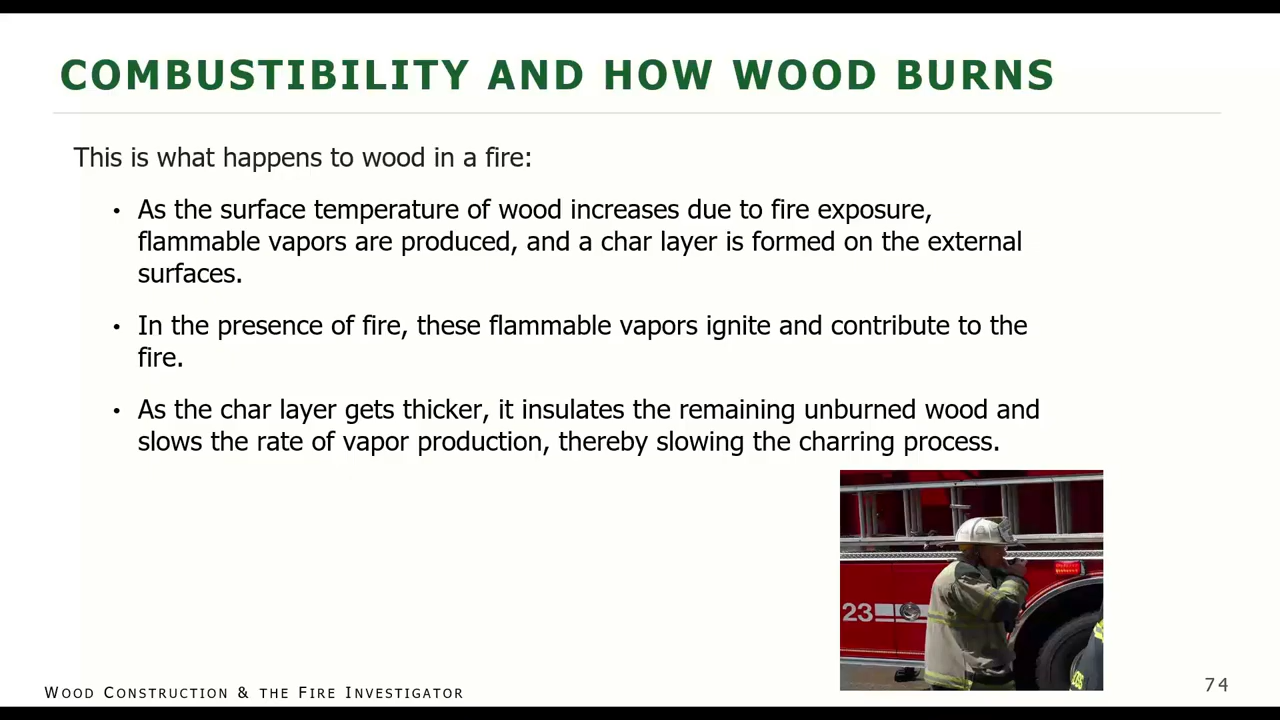 COMBUSTIBILITY AND HOW WOOD BURNS
This is what happens to wood in a fire:
• As the surface temperature of wood increases due to fire exposure,
flammable vapors are produced, and a char layer is formed on the external
surfaces.
• In the presence of fire, these flammable vapors ignite and contribute to the
fire.
• As the char layer gets thicker, it insulates the remaining unburned wood and
slows the rate of vapor production, thereby slowing the charring process.
23
WOOD CONSTRUCTION & THE FIRE INVESTIGATOR
74